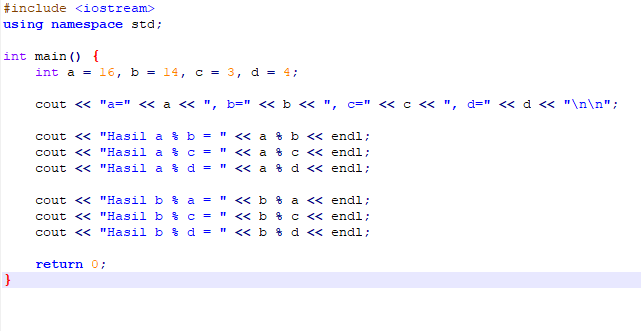 #include <iostream>
using namespace std;
int main() {
int a = 16, b = 14, c = 3, d = 4;
cout << "a=" << a << ", b=" << b << ", c=" << c << ", d=" << d << "\n\n";
cout << "Hasil a % b = " << a % b << endl;
cout << "Hasil a % c = " << a % c << endl;
cout << "Hasil a % d = " << a % d << endl;
cout << "Hasil b % a = " << b % a << endl;
cout << "Hasil b % c = " << b % c << endl;
cout << "Hasil b % d = " << b % d << endl;
return 0;
}